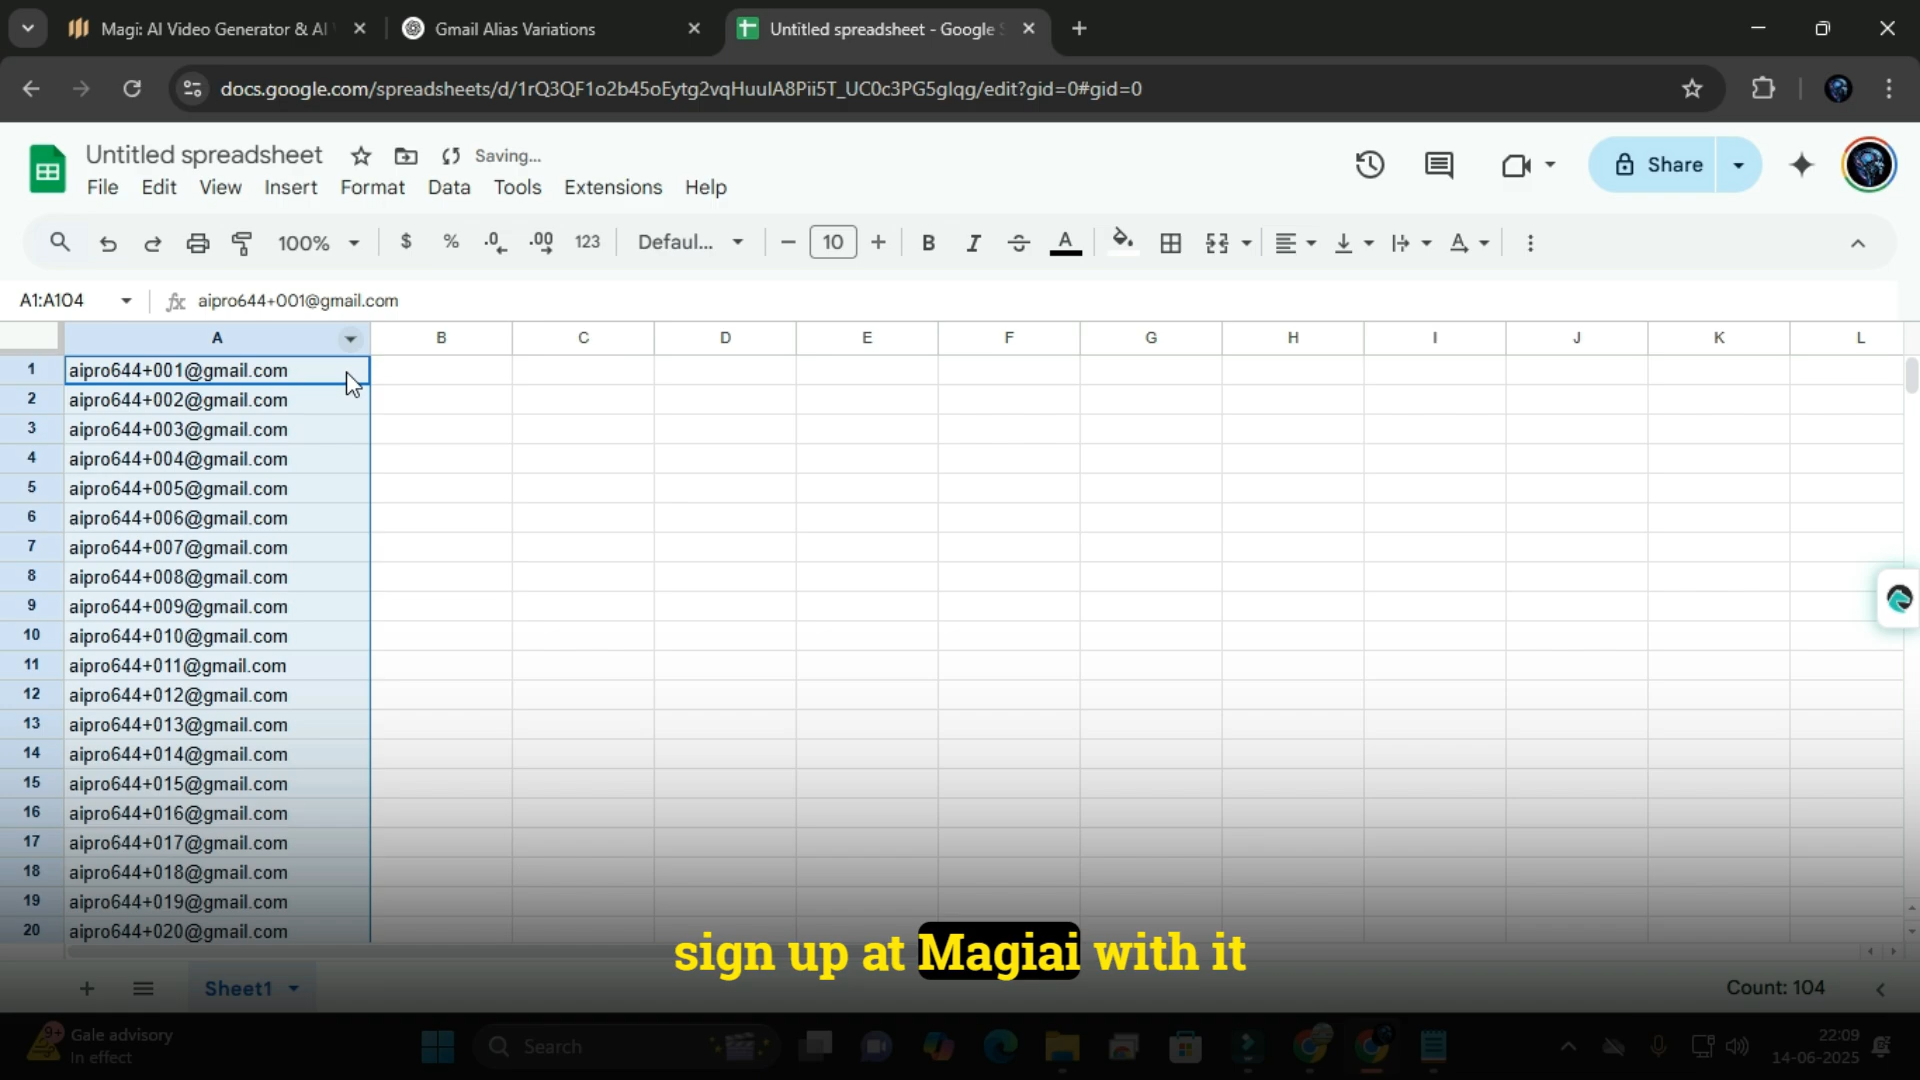 Magi: AI Video Generator & AI
Gmail Alias Variations
Untitled spreadsheet - Google
docs.google.com/spreadsheets/d/1rQ3QF1o2b45oEytg2vqHuuIA8Pii5T_UC0c3PG5gIqg/edit?gid=0#gid=0
Untitled spreadsheet
Saving...
File Edit View Insert Format Data Tools Extensions Help
Share
100% $ % .0 .00 123 Defaul... 10 B I S A
A1:A104
fx aipro644+001@gmail.com
A B C D E F G H I J K L
1 aipro644+001@gmail.com
2 aipro644+002@gmail.com
3 aipro644+003@gmail.com
4 aipro644+004@gmail.com
5 aipro644+005@gmail.com
6 aipro644+006@gmail.com
7 aipro644+007@gmail.com
8 aipro644+008@gmail.com
9 aipro644+009@gmail.com
10 aipro644+010@gmail.com
11 aipro644+011@gmail.com
12 aipro644+012@gmail.com
13 aipro644+013@gmail.com
14 aipro644+014@gmail.com
15 aipro644+015@gmail.com
16 aipro644+016@gmail.com
17 aipro644+017@gmail.com
18 aipro644+018@gmail.com
19 aipro644+019@gmail.com
20 aipro644+020@gmail.com
sign up at Magiai with it
Sheet1
Count: 104
9+
Gale advisory
In effect
Search
22:09
14-06-2025